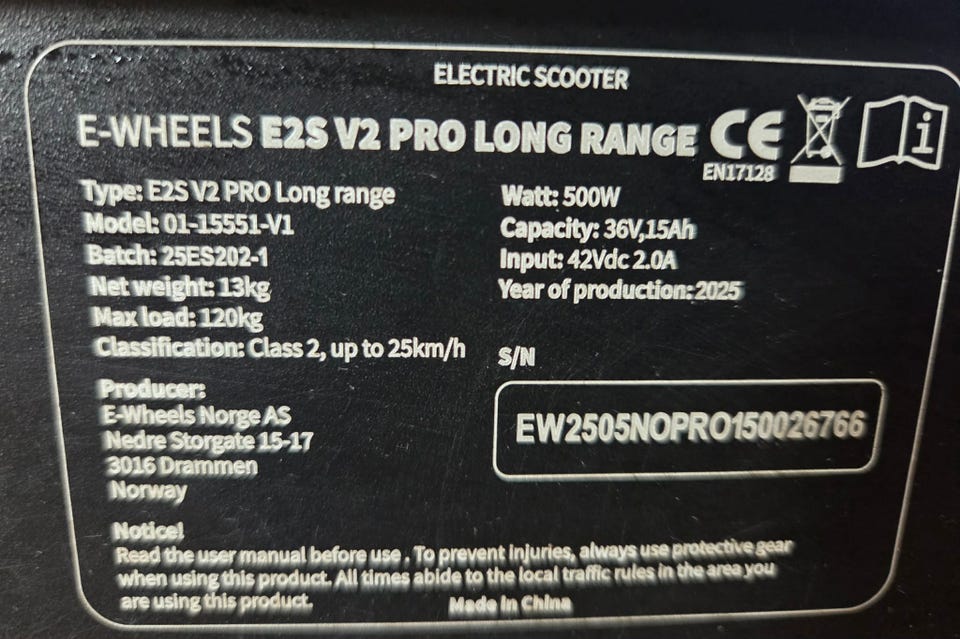 ELECTRIC SCOOTER
E-WHEELS E2S V2 PRO LONG RANGE
CE
EN17128
Type: E2S V2 PRO Long range
Model: 01-15551-V1
Batch: 25ES202-1
Net weight: 13kg
Max load: 120kg
Classification: Class 2, up to 25km/h
Watt: 500W
Capacity: 36V,15Ah
Input: 42Vdc 2.0A
Year of production: 2025
S/N
EW2505NOPRO150026766
Producer:
E-Wheels Norge AS
Nedre Storgate 15-17
3016 Drammen
Norway
Notice!
Read the user manual before use . To prevent injuries, always use protective gear
when using this product. All times abide to the local traffic rules in the area you
are using this product.
Made in China